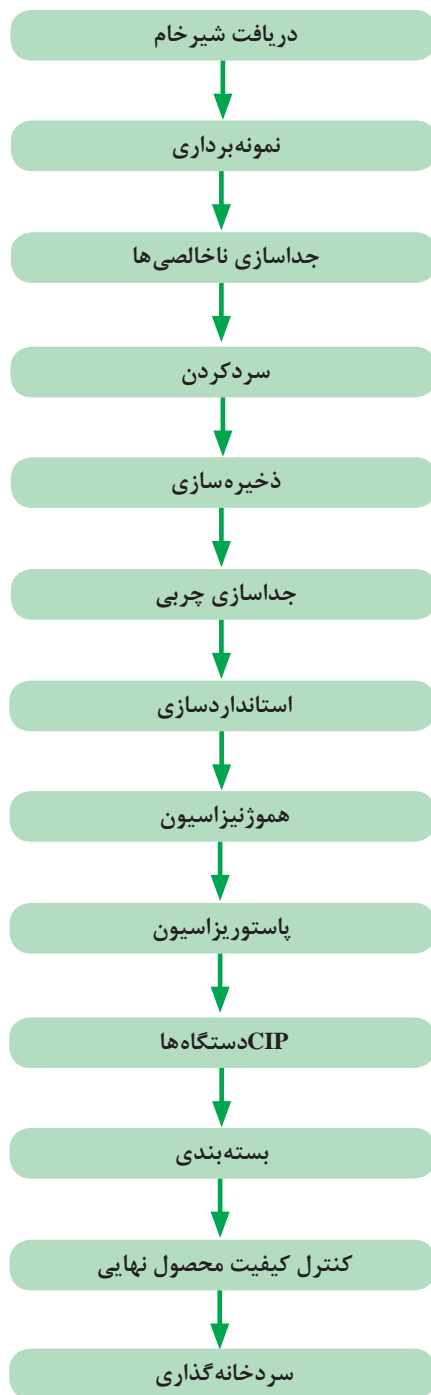 دریافت شیرخام
نمونه‌برداری
جداسازی ناخالصی‌ها
سردکردن
ذخیره‌سازی
جداسازی چربی
استانداردسازی
هموژنیزاسیون
پاستوریزاسیون
CIPدستگاه‌ها
بسته‌بندی
کنترل کیفیت محصول نهایی
سردخانه‌گذاری